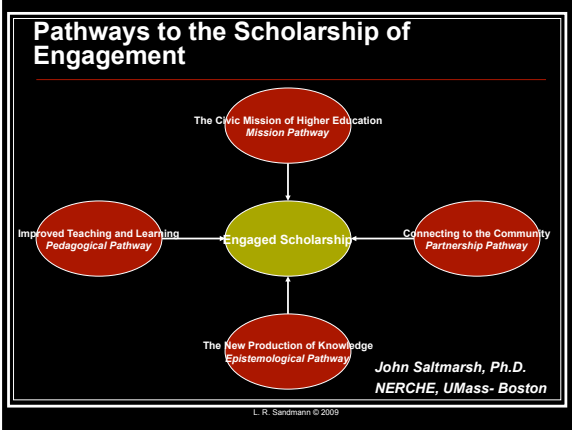 Pathways to the Scholarship of
Engagement
The Civic Mission of Higher Education
Mission Pathway
Improved Teaching and Learning
Pedagogical Pathway
Engaged Scholarship
Connecting to the Community
Partnership Pathway
The New Production of Knowledge
Epistemological Pathway
John Saltmarsh, Ph.D.
NERCHE, UMass- Boston
L. R. Sandmann © 2009